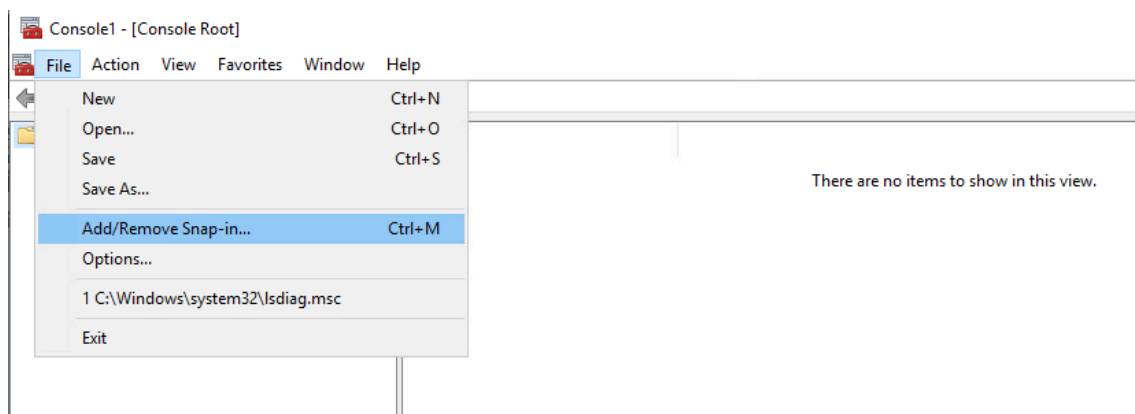 Console1 - [Console Root]
File Action View Favorites Window Help
New Ctrl+N
Open... Ctrl+O
Save Ctrl+S
Save As...
There are no items to show in this view.
Add/Remove Snap-in... Ctrl+M
Options...
1 C:\Windows\system32\lsdiag.msc
Exit